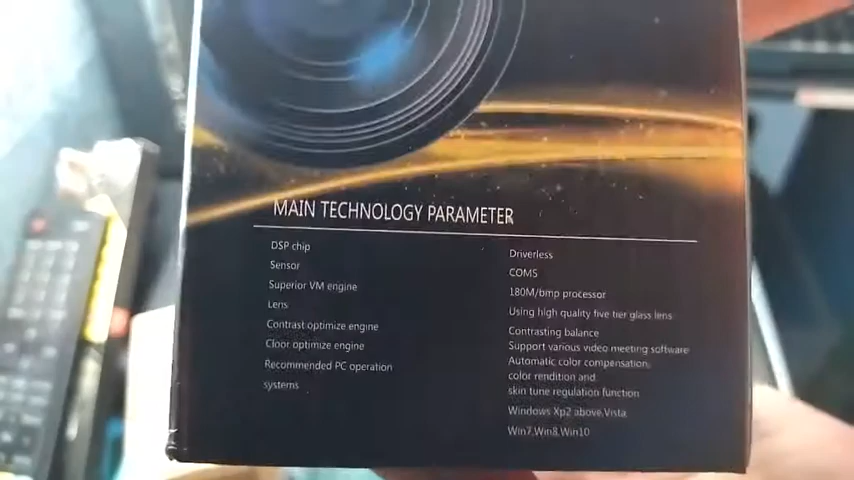 MAIN TECHNOLOGY PARAMETER
DSP chip
Sensor
Superior VM engine
Lens
Contrast optimize engine
Cloor optimize engine
Recommended PC operation
systems
Driverless
COMS
180M/bmp processor
Using high quality five tier glass lens
Contrasting balance
Support various video meeting software
Automatic color compensation,
color rendition and
skin tune regulation function
Windows Xp2 above,Vista
Win7,Win8,Win10